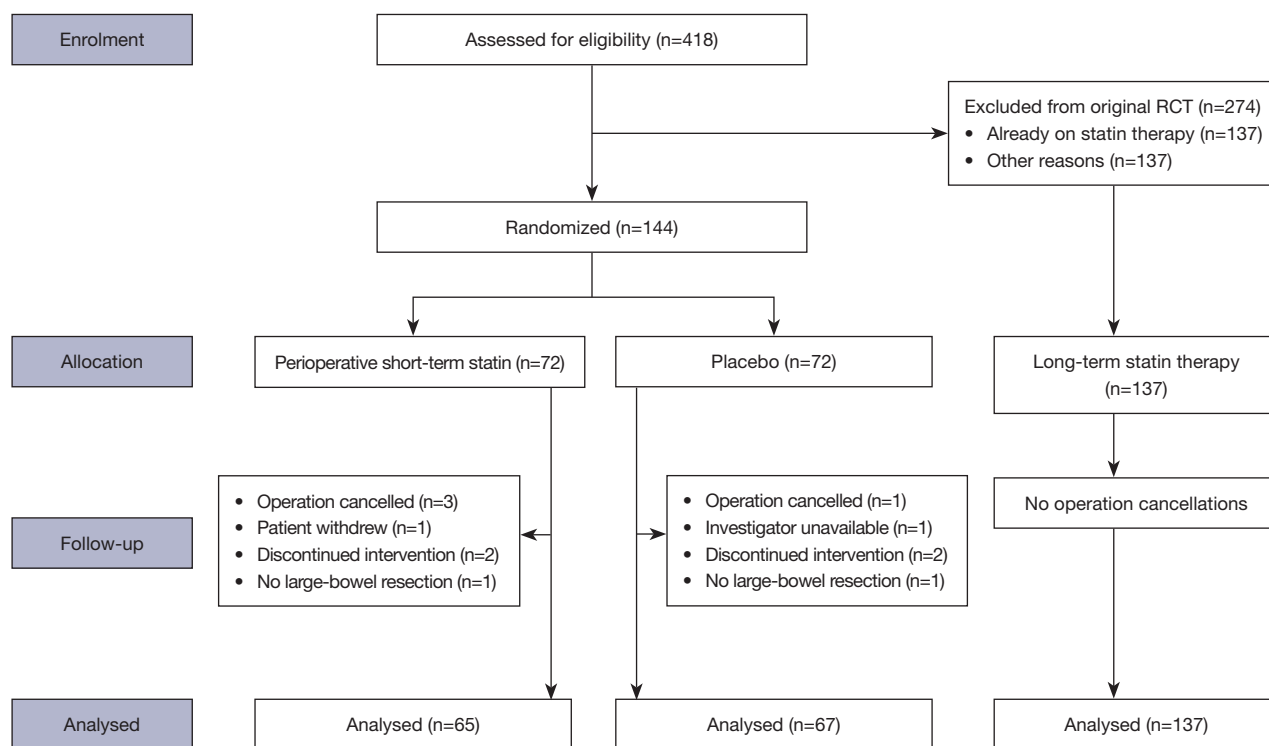 Enrolment
Assessed for eligibility (n=418)
Excluded from original RCT (n=274)
• Already on statin therapy (n=137)
• Other reasons (n=137)
Randomized (n=144)
Allocation
Perioperative short-term statin (n=72)
Placebo (n=72)
Long-term statin therapy
(n=137)
Follow-up
• Operation cancelled (n=3)
• Patient withdrew (n=1)
• Discontinued intervention (n=2)
• No large-bowel resection (n=1)
• Operation cancelled (n=1)
• Investigator unavailable (n=1)
• Discontinued intervention (n=2)
• No large-bowel resection (n=1)
No operation cancellations
Analysed
Analysed (n=65)
Analysed (n=67)
Analysed (n=137)